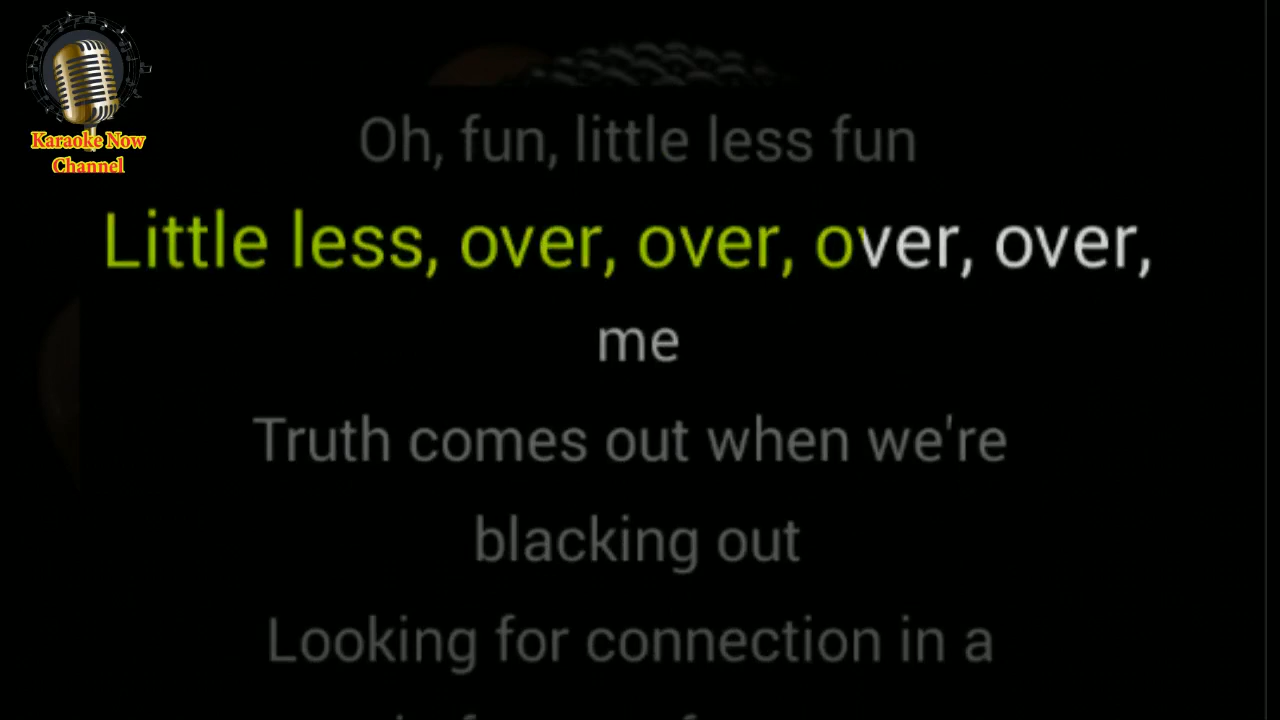 Karaoke Now
Channel
Oh, fun, little less fun
Little less, over, over, over, over,
me
Truth comes out when we're
blacking out
Looking for connection in a